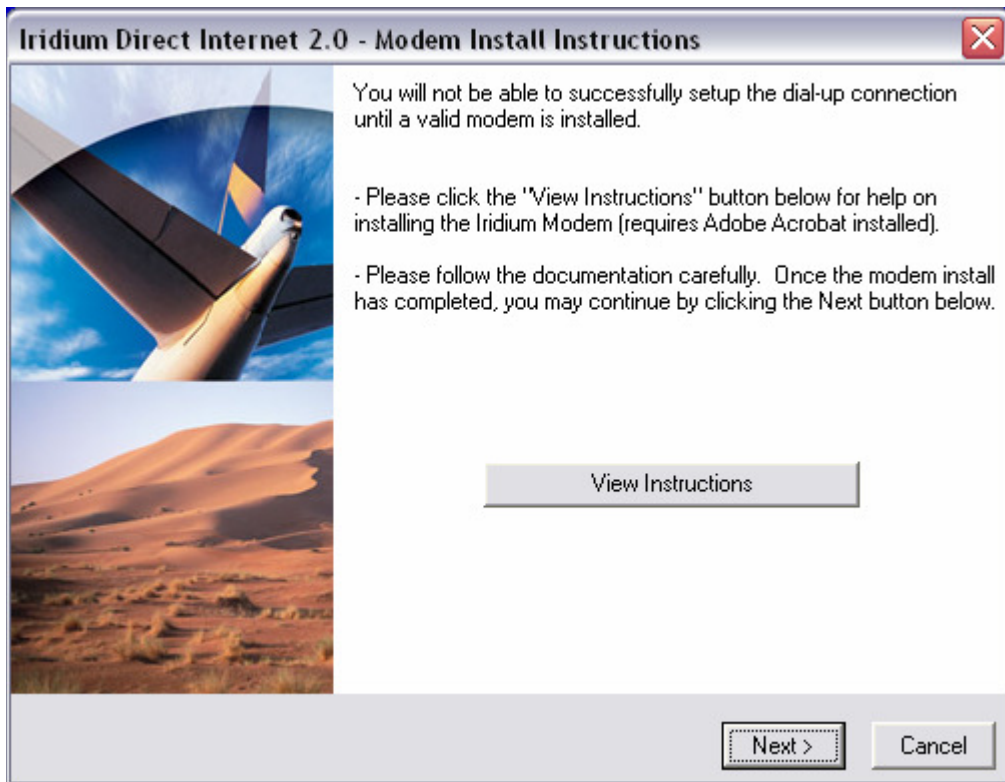 Iridium Direct Internet 2.0 - Modem Install Instructions
You will not be able to successfully setup the dial-up connection
until a valid modem is installed.
- Please click the "View Instructions" button below for help on
installing the Iridium Modem (requires Adobe Acrobat installed).
- Please follow the documentation carefully.  Once the modem install
has completed, you may continue by clicking the Next button below.
View Instructions
Next >
Cancel